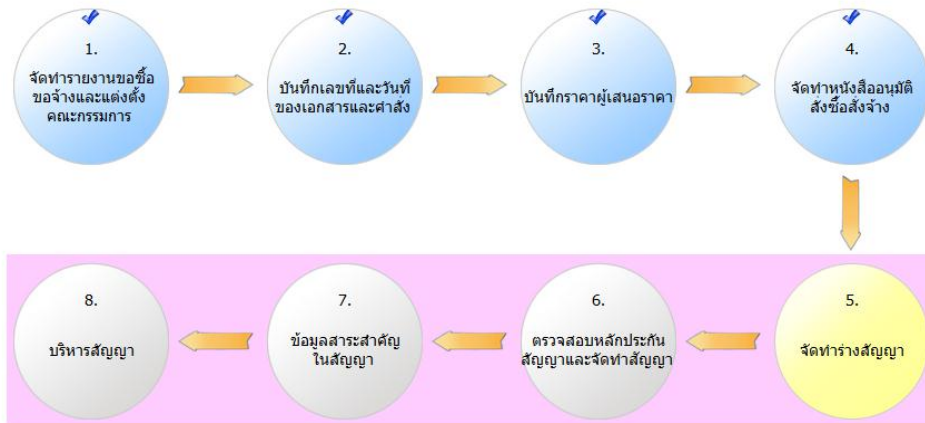 1.
จัดทำรายงานขอซื้อ
ขอจ้างและแต่งตั้ง
คณะกรรมการ
2.
บันทึกเลขที่และวันที่
ของเอกสารและคำสั่ง
3.
บันทึกราคาผู้เสนอราคา
4.
จัดทำหนังสืออนุมัติ
สั่งซื้อสั่งจ้าง
5.
จัดทำร่างสัญญา
6.
ตรวจสอบหลักประกัน
สัญญาและจัดทำสัญญา
7.
ข้อมูลสาระสำคัญ
ในสัญญา
8.
บริหารสัญญา